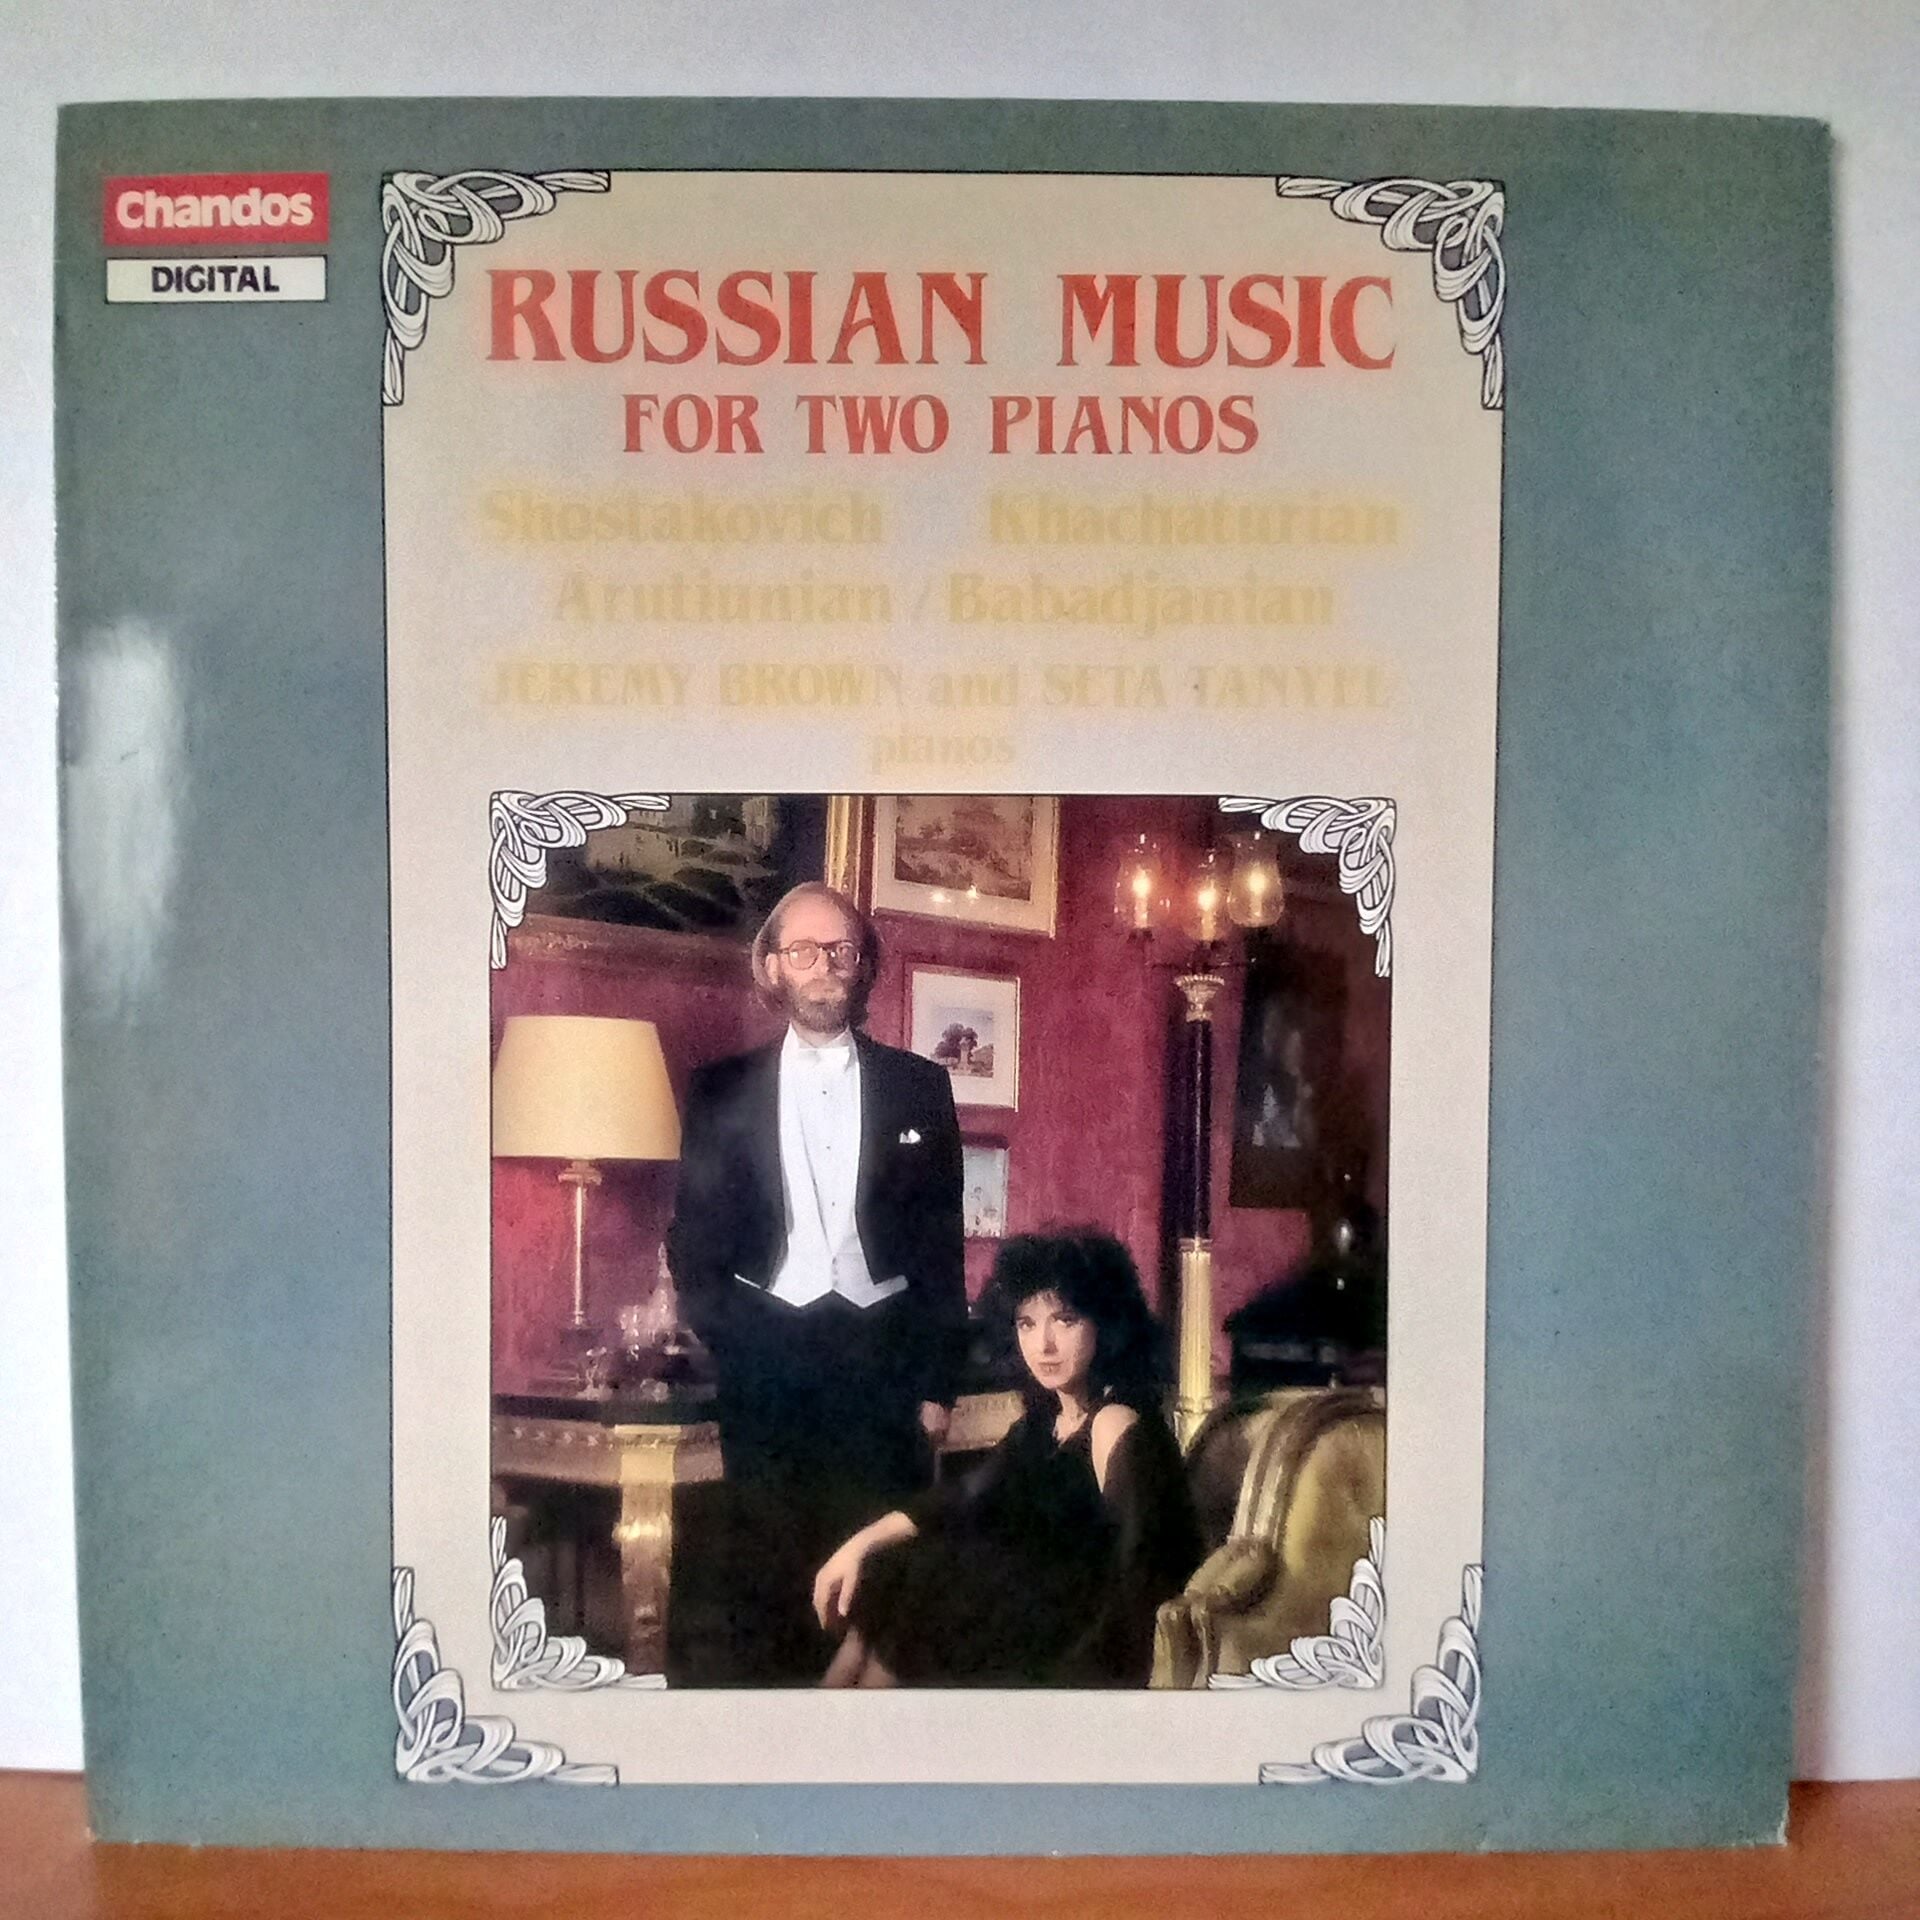 Chandos
DIGITAL
RUSSIAN MUSIC
FOR TWO PIANOS
Shostakovich Khachaturian
Arutiunian / Babadjanian
JEREMY BROWN and SETA TANYEL
pianos